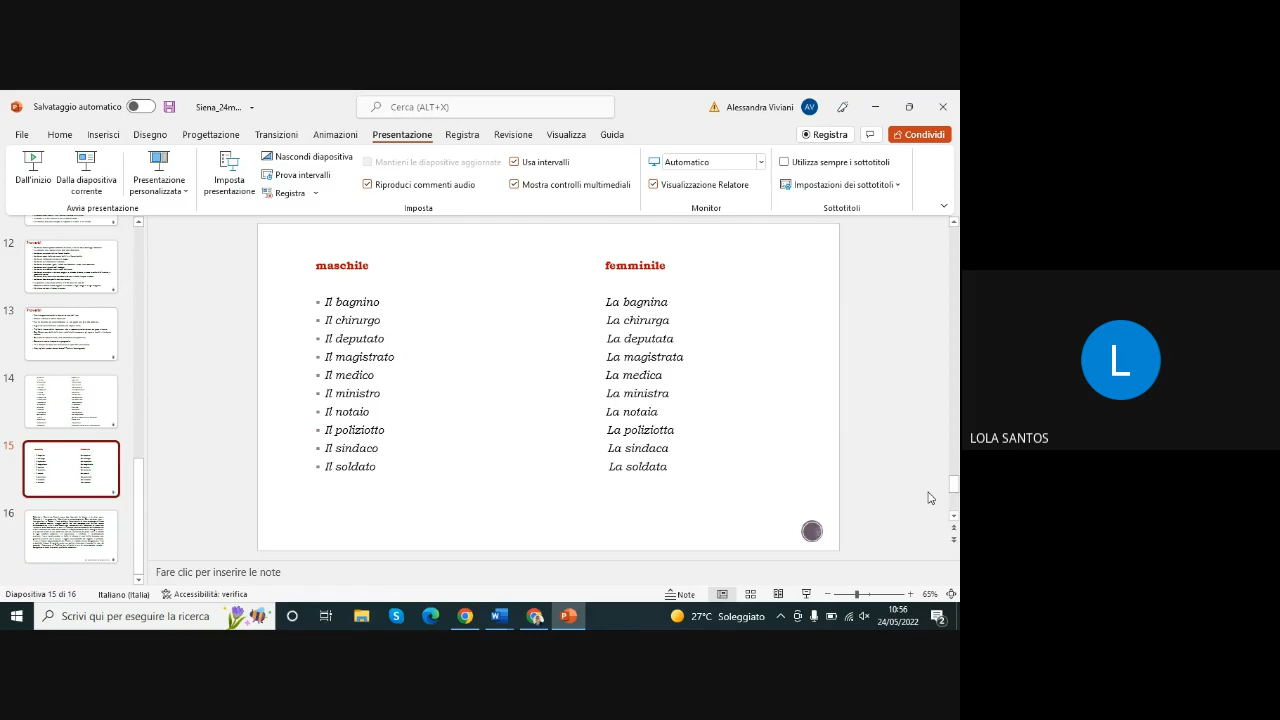 Salvataggio automatico
Siena_24m...
Cerca (ALT+X)
Alessandra Viviani
AV
File Home Inserisci Disegno Progettazione Transizioni Animazioni Presentazione Registra Revisione Visualizza Guida
Registra
Condividi
Dall'inizio
Dalla diapositiva corrente
Presentazione personalizzata
Imposta presentazione
Nascondi diapositiva
Prova intervalli
Registra
Mantieni le diapositive aggiornate
Riproduci commenti audio
Usa intervalli
Mostra controlli multimediali
Automatico
Visualizzazione Relatore
Utilizza sempre i sottotitoli
Impostazioni dei sottotitoli
Avvia presentazione
Imposta
Monitor
Sottotitoli
12
13
14
15
16
maschile femminile
Il bagnino La bagnina
Il chirurgo La chirurga
Il deputato La deputata
Il magistrato La magistrata
Il medico La medica
Il ministro La ministra
Il notaio La notaia
Il poliziotto La poliziotta
Il sindaco La sindaca
Il soldato La soldata
Fare clic per inserire le note
Diapositiva 15 di 16
Italiano (Italia)
Accessibilità: verifica
Note
65%
Scrivi qui per eseguire la ricerca
27°C Soleggiato
10:56
24/05/2022
2
L
LOLA SANTOS